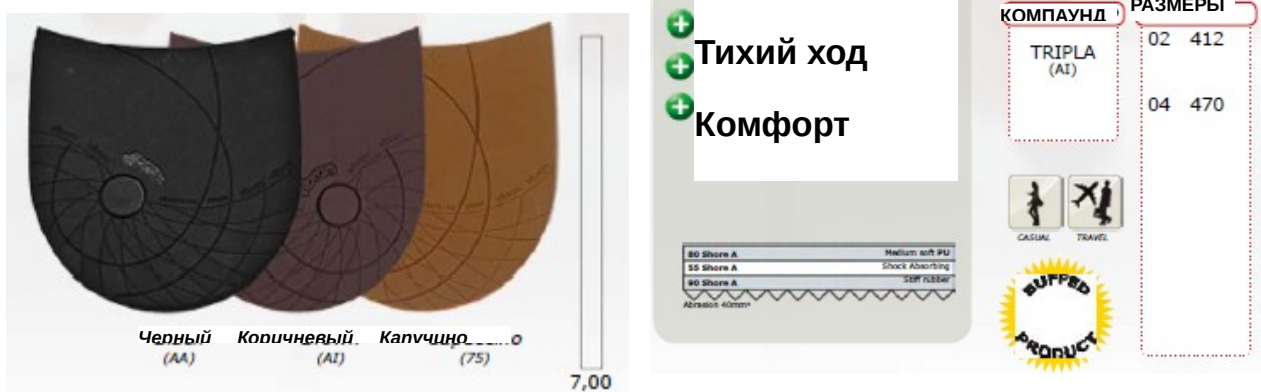 Черный Коричневый Капучино
(AA) (AI) (75)
7,00
Тихий ход
Комфорт
80 Shore A Medium soft PU
55 Shore A Shock Absorbing
90 Shore A Stiff rubber
Abrasion 40mm³
КОМПАУНД
TRIPLA
(AI)
CASUAL TRAVEL
BUFFED
PRODUCT
РАЗМЕРЫ
02 412
04 470